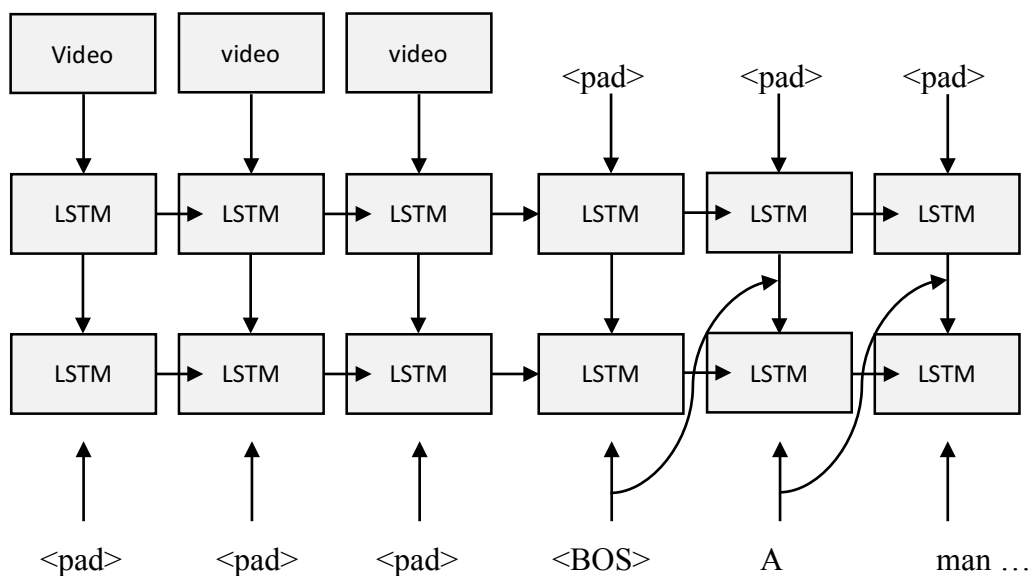 Video video video
<pad> <pad> <pad>
LSTM LSTM LSTM LSTM LSTM LSTM
LSTM LSTM LSTM LSTM LSTM LSTM
<pad> <pad> <pad> <BOS> A man ...